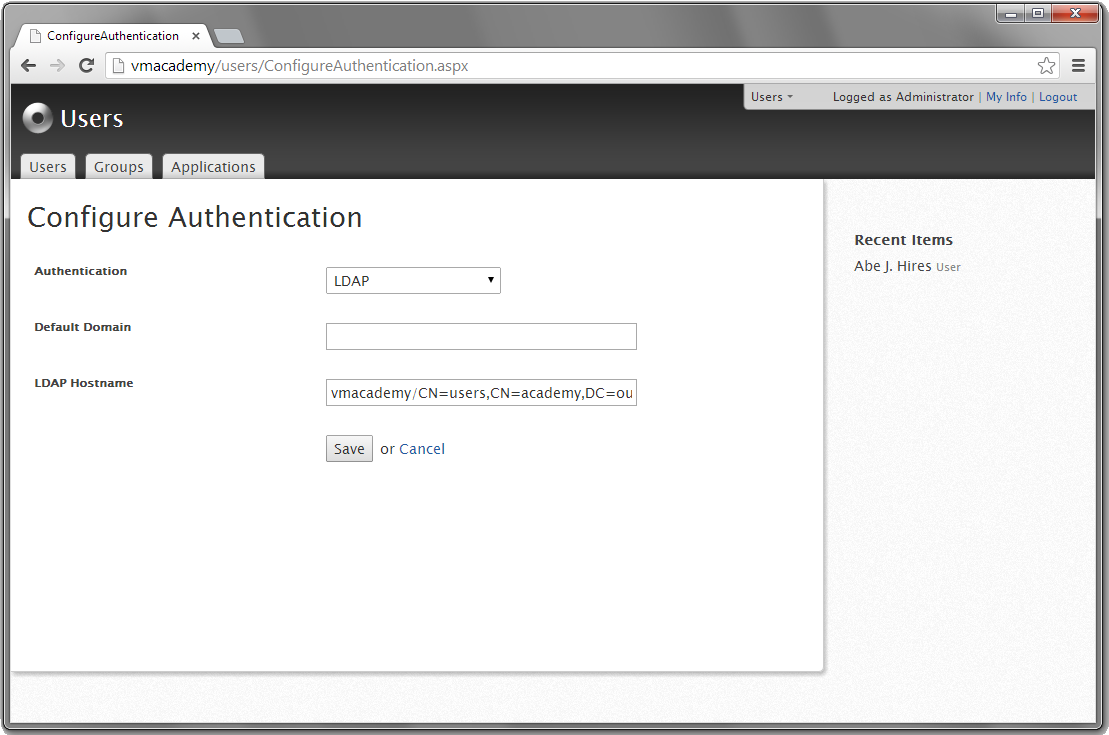 ConfigureAuthentication
vmacademy/users/ConfigureAuthentication.aspx
Users Logged as Administrator | My Info | Logout
Users
Users Groups Applications
Configure Authentication
Authentication LDAP
Default Domain
LDAP Hostname vmacademy/CN=users,CN=academy,DC=ou
Save or Cancel
Recent Items
Abe J. Hires User